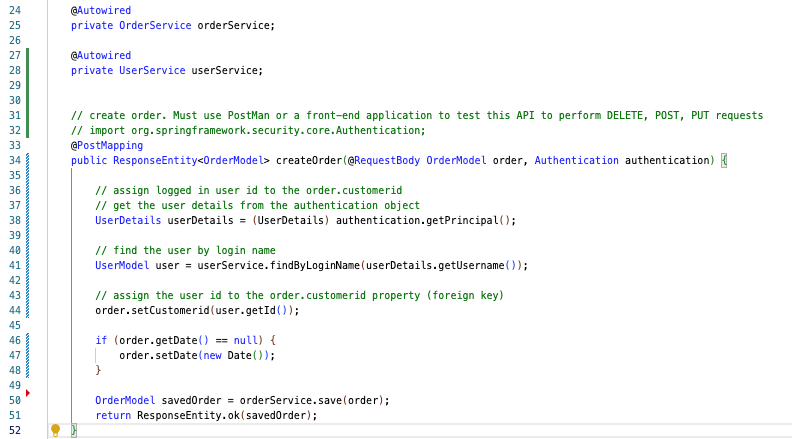 24 @Autowired
25 private OrderService orderService;
26
27 @Autowired
28 private UserService userService;
29
30
31 // create order. Must use PostMan or a front-end application to test this API to perform DELETE, POST, PUT requests
32 // import org.springframework.security.core.Authentication;
33 @PostMapping
34 public ResponseEntity<OrderModel> createOrder(@RequestBody OrderModel order, Authentication authentication) {
35
36 // assign logged in user id to the order.customerid
37 // get the user details from the authentication object
38 UserDetails userDetails = (UserDetails) authentication.getPrincipal();
39
40 // find the user by login name
41 UserModel user = userService.findByLoginName(userDetails.getUsername());
42
43 // assign the user id to the order.customerid property (foreign key)
44 order.setCustomerid(user.getId());
45
46 if (order.getDate() == null) {
47 order.setDate(new Date());
48 }
49
50 OrderModel savedOrder = orderService.save(order);
51 return ResponseEntity.ok(savedOrder);
52 }